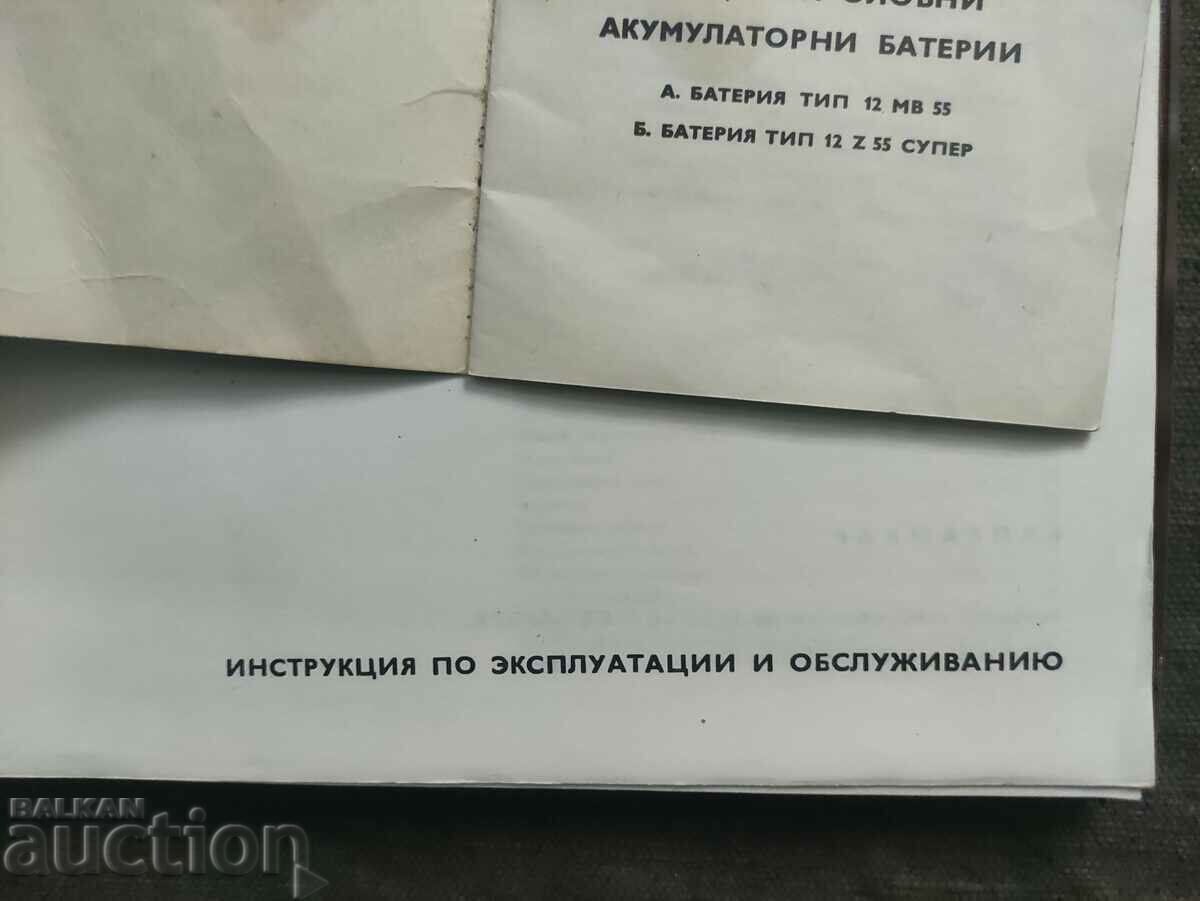 АКУМУЛАТОРНИ БАТЕРИИ
А. БАТЕРИЯ ТИП 12 МВ 55
Б. БАТЕРИЯ ТИП 12 Z 55 СУПЕР
ИНСТРУКЦИЯ ПО ЭКСПЛУАТАЦИИ И ОБСЛУЖИВАНИЮ
BALKAN
auction